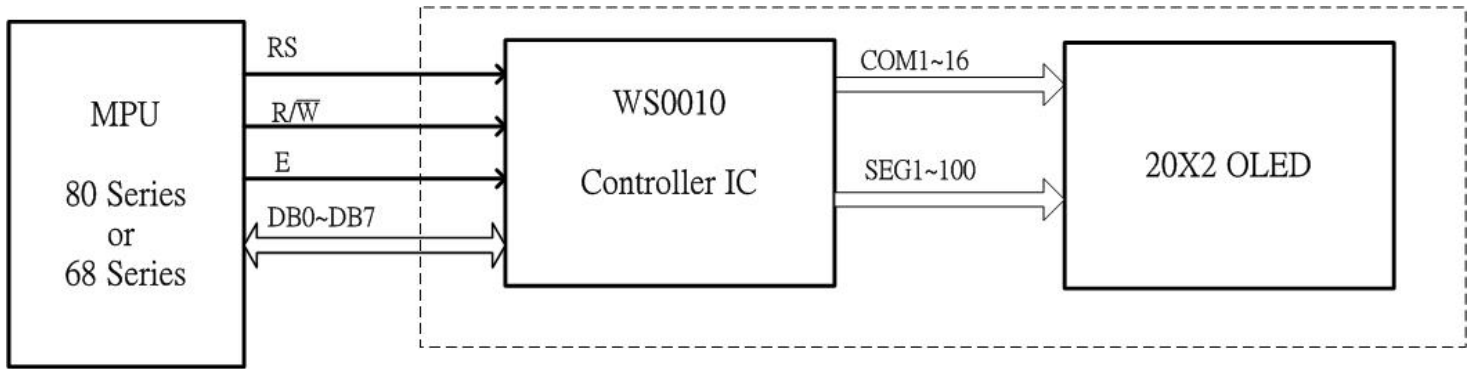 MPU
80 Series
or
68 Series
RS
R/W̅
E
DB0~DB7
WS0010
Controller IC
COM1~16
SEG1~100
20X2 OLED